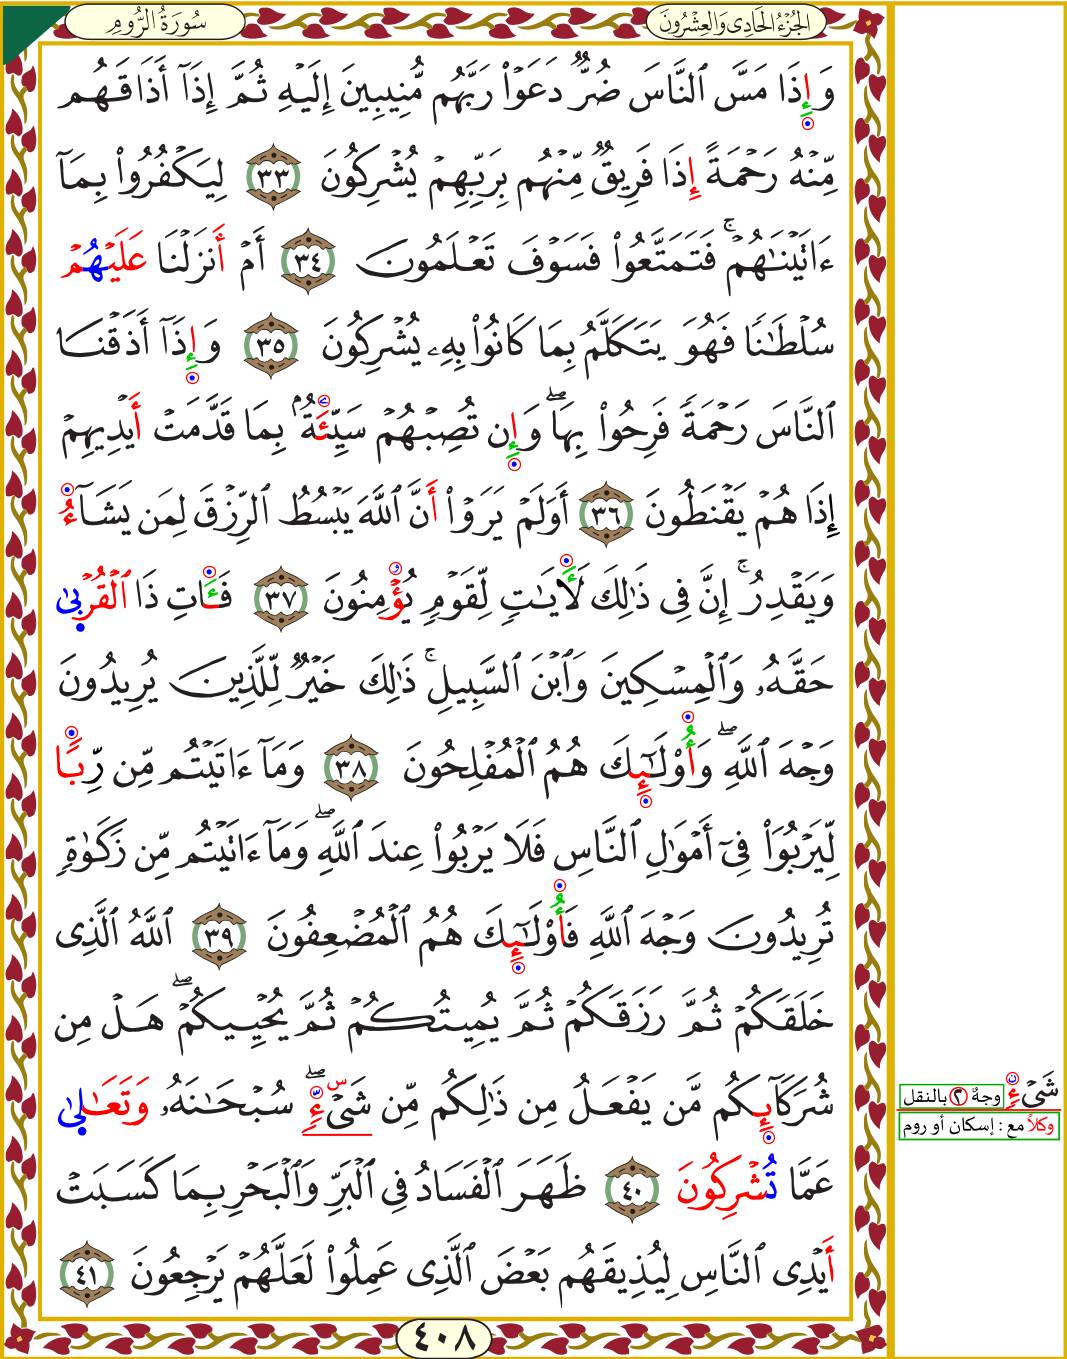 سُورَةُ الرُّومِ
الجُزْءُ الحَادِى وَالعِشْرُونَ
وَإِذَا مَسَّ ٱلنَّاسَ ضُرٌّ دَعَوْا۟ رَبَّهُم مُّنِيبِينَ إِلَيْهِ ثُمَّ إِذَآ أَذَاقَهُم
مِّنْهُ رَحْمَةً إِذَا فَرِيقٌ مِّنْهُم بِرَبِّهِمْ يُشْرِكُونَ ٣٣ لِيَكْفُرُوا۟ بِمَآ
ءَاتَيْنَـٰهُمْ ۚ فَتَمَتَّعُوا۟ فَسَوْفَ تَعْلَمُونَ ٣٤ أَمْ أَنزَلْنَا عَلَيْهُمْ
سُلْطَـٰنًا فَهُوَ يَتَكَلَّمُ بِمَا كَانُوا۟ بِهِۦ يُشْرِكُونَ ٣٥ وَإِذَآ أَذَقْنَا
ٱلنَّاسَ رَحْمَةً فَرِحُوا۟ بِهَا ۖ وَإِن تُصِبْهُمْ سَيِّئَةٌۢ بِمَا قَدَّمَتْ أَيْدِيهِمْ
إِذَا هُمْ يَقْنَطُونَ ٣٦ أَوَلَمْ يَرَوْا۟ أَنَّ ٱللَّهَ يَبْسُطُ ٱلرِّزْقَ لِمَن يَشَآءُ
وَيَقْدِرُ ۚ إِنَّ فِى ذَٰلِكَ لَـَٔايَـٰتٍ لِّقَوْمٍ يُؤْمِنُونَ ٣٧ فَـَٔاتِ ذَا ٱلْقُرْبَىٰ
حَقَّهُۥ وَٱلْمِسْكِينَ وَٱبْنَ ٱلسَّبِيلِ ۚ ذَٰلِكَ خَيْرٌ لِّلَّذِينَ يُرِيدُونَ
وَجْهَ ٱللَّهِ ۖ وَأُو۟لَـٰٓئِكَ هُمُ ٱلْمُفْلِحُونَ ٣٨ وَمَآ ءَاتَيْتُم مِّن رِّبًا
لِّيَرْبُوَا۟ فِىٓ أَمْوَٰلِ ٱلنَّاسِ فَلَا يَرْبُوا۟ عِندَ ٱللَّهِ ۖ وَمَآ ءَاتَيْتُم مِّن زَكَوٰةٍ
تُرِيدُونَ وَجْهَ ٱللَّهِ فَأُو۟لَـٰٓئِكَ هُمُ ٱلْمُضْعِفُونَ ٣٩ ٱللَّهُ ٱلَّذِى
خَلَقَكُمْ ثُمَّ رَزَقَكُمْ ثُمَّ يُمِيتُكُمْ ثُمَّ يُحْيِيكُمْ ۖ هَلْ مِن
شُرَكَآئِكُم مَّن يَفْعَلُ مِن ذَٰلِكُم مِّن شَىْءٍ ۖ سُبْحَـٰنَهُۥ وَتَعَـٰلَىٰ
عَمَّا تُشْرِكُونَ ٤٠ ظَهَرَ ٱلْفَسَادُ فِى ٱلْبَرِّ وَٱلْبَحْرِ بِمَا كَسَبَتْ
أَيْدِى ٱلنَّاسِ لِيُذِيقَهُم بَعْضَ ٱلَّذِى عَمِلُوا۟ لَعَلَّهُمْ يَرْجِعُونَ ٤١
٤٠٨
شَىْءٍ وجهٌ ٢ بالنقل
وكلاً مع : إسكان أو روم